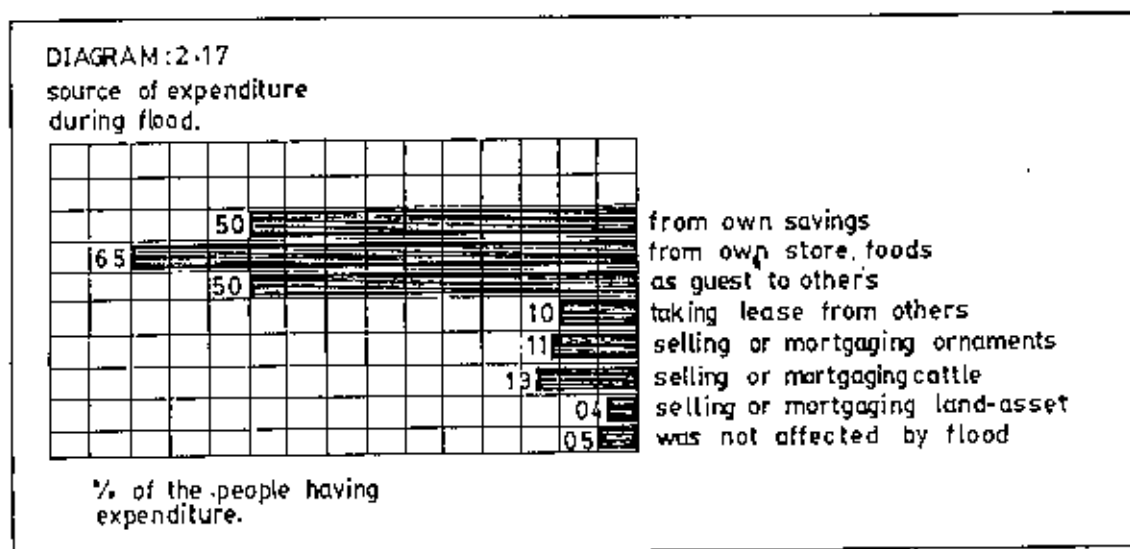 DIAGRAM:2.17
source of expenditure
during flood.
50 from own savings
65 from own store, foods
50 as guest to other's
10 taking lease from others
11 selling or mortgaging ornaments
13 selling or mortgaging cattle
04 selling or mortgaging land-asset
05 was not affected by flood
% of the people having
expenditure.